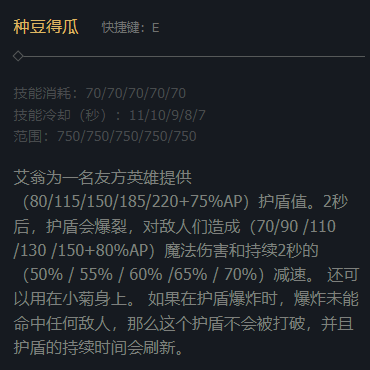 种豆得瓜 快捷键：E
技能消耗：70/70/70/70/70
技能冷却（秒）：11/10/9/8/7
范围：750/750/750/750/750
艾翁为一名友方英雄提供
（80/115/150/185/220+75%AP）护盾值。2秒
后，护盾会爆裂，对敌人们造成（70/90 /110
/130 /150+80%AP）魔法伤害和持续2秒的
（50% / 55% / 60% /65% / 70%）减速。 还可
以用在小菊身上。 如果在护盾爆炸时，爆炸未能
命中任何敌人，那么这个护盾不会被打破，并且
护盾的持续时间会刷新。